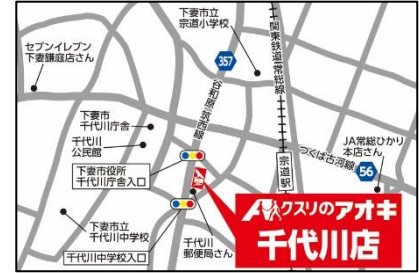 下妻市立
宗道小学校
関東鉄道常総線
357
セブンイレブン
下妻鎌庭店さん
谷和原筑西線
下妻市
千代川庁舎
千代川
公民館
つくば古河線
JA常総ひかり
本店さん
下妻市役所
千代川庁舎入口
宗道駅
56
クスリのアオキ
千代川店
下妻市立
千代川中学校
千代川中学校入口
千代川
郵便局さん